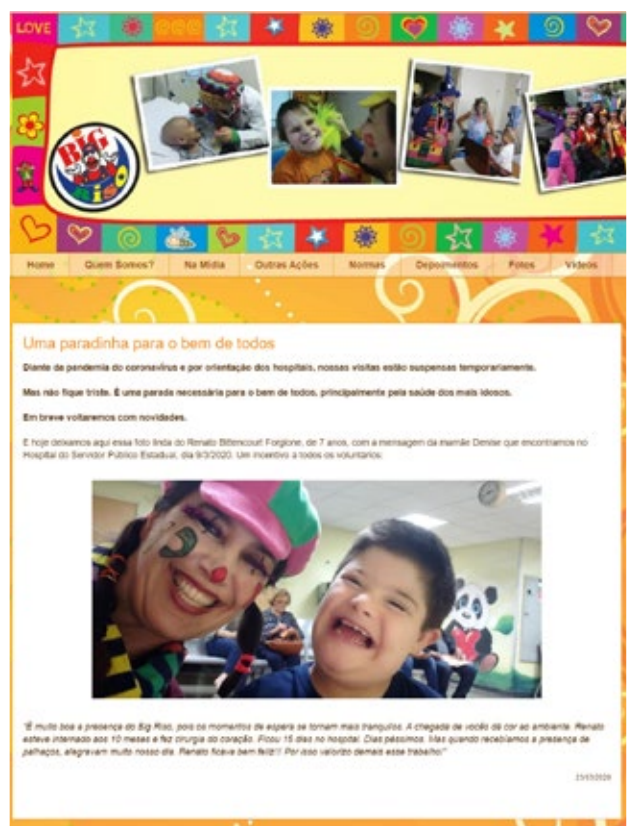 LOVE
BiG
RiSO
Home Quem Somos? Na Mídia Outras Ações Normas Depoimentos Fotos Vídeos
Uma paradinha para o bem de todos
Diante da pandemia do coronavírus e por orientação dos hospitais, nossas visitas estão suspensas temporariamente.
Mas não fique triste. É uma parada necessária para o bem de todos, principalmente pela saúde dos mais idosos.
Em breve voltaremos com novidades.
E hoje deixamos aqui essa foto linda do Renato Bittencourt Forgione, de 7 anos, com a mensagem da mamãe Denise que encontramos no
Hospital do Servidor Público Estadual, dia 9/3/2020. Um incentivo a todos os voluntários:
"É muito boa a presença do Big Riso, pois os momentos de espera se tornam mais tranquilos. A chegada de vocês dá cor ao ambiente. Renato
esteve internado aos 10 meses e fez cirurgia do coração. Ficou 15 dias no hospital. Dias péssimos. Mas quando recebíamos a presença de
palhaços, alegravam muito nosso dia. Renato ficava bem feliz!!! Por isso valorizo demais esse trabalho!"
23/03/2020